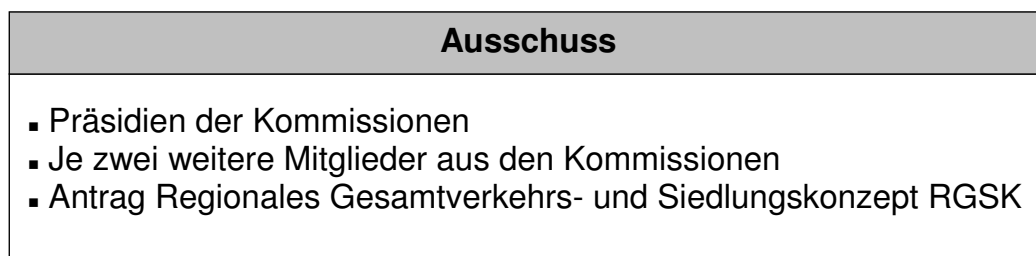 Ausschuss
▪ Präsidien der Kommissionen
▪ Je zwei weitere Mitglieder aus den Kommissionen
▪ Antrag Regionales Gesamtverkehrs- und Siedlungskonzept RGSK